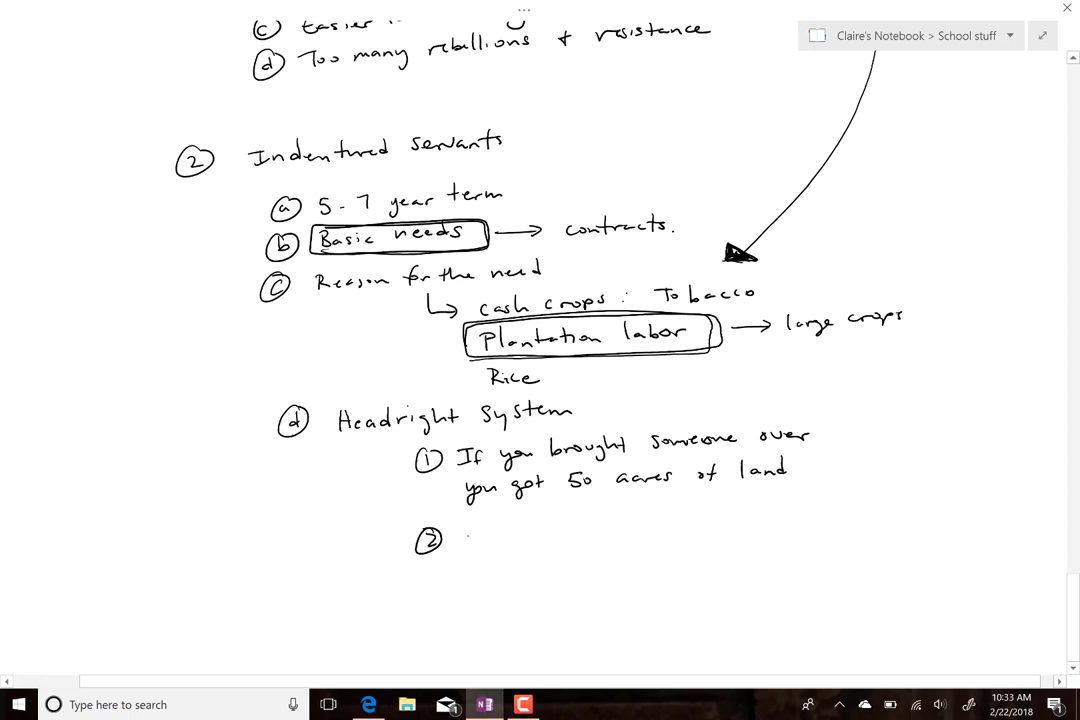 Claire's Notebook > School stuff
(c) Easier
(d) Too many rebellions + resistance
(2) Indentured servants
(a) 5-7 year term
(b) Basic needs → contracts.
(c) Reason for the need
↳ cash crops : Tobacco
Plantation labor → large crops
Rice
(d) Headright System
(1) If you brought someone over
you got 50 acres of land
(2)
Type here to search
10:33 AM
2/22/2018